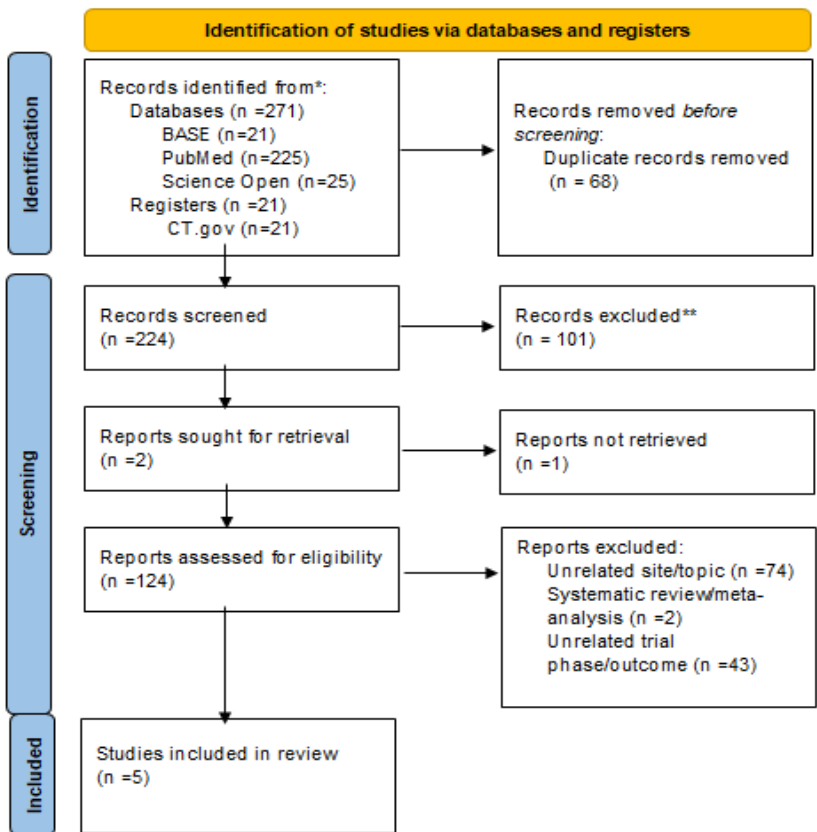 Identification of studies via databases and registers
Identification
Records identified from*:
Databases (n =271)
BASE (n=21)
PubMed (n=225)
Science Open (n=25)
Registers (n =21)
CT.gov (n=21)
Records removed before
screening:
Duplicate records removed
(n = 68)
Screening
Records screened
(n =224)
Records excluded**
(n = 101)
Reports sought for retrieval
(n =2)
Reports not retrieved
(n =1)
Reports assessed for eligibility
(n =124)
Reports excluded:
Unrelated site/topic (n =74)
Systematic review/meta-
analysis (n =2)
Unrelated trial
phase/outcome (n =43)
Included
Studies included in review
(n =5)